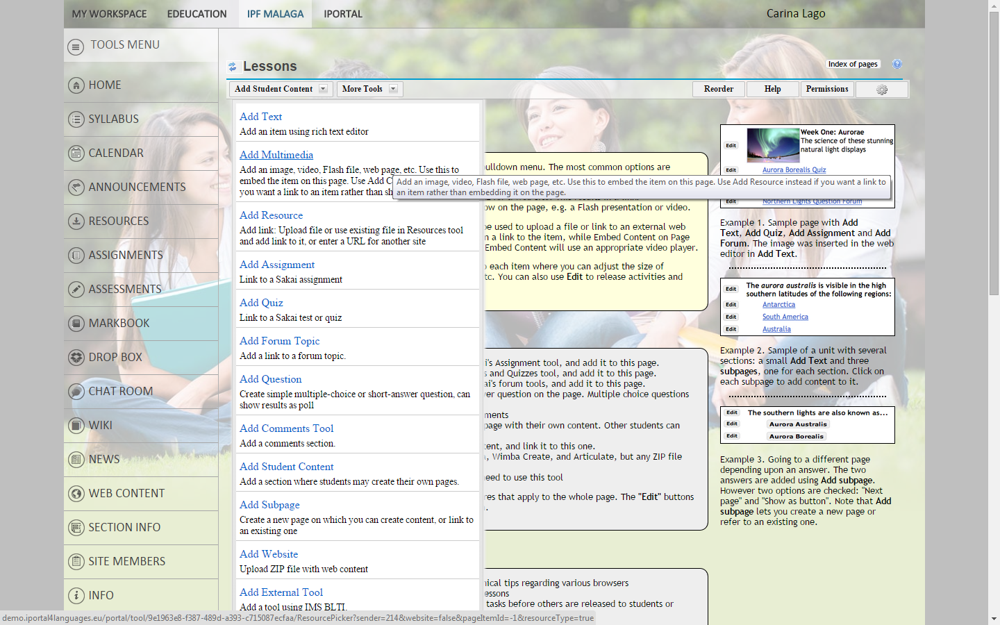 MY WORKSPACE EDEUCATION IPF MALAGA IPORTAL Carina Lago
TOOLS MENU
HOME
SYLLABUS
CALENDAR
ANNOUNCEMENTS
RESOURCES
ASSIGNMENTS
ASSESSMENTS
MARKBOOK
DROP BOX
CHAT ROOM
WIKI
NEWS
WEB CONTENT
SECTION INFO
SITE MEMBERS
INFO
Lessons
Index of pages
Add Student Content More Tools Reorder Help Permissions
Add Text
Add an item using rich text editor
Add Multimedia
Add an image, video, Flash file, web page, etc. Use this to
embed the item on this page. Use Add
you want a link to an item rather than
Add an image, video, Flash file, web page, etc. Use this to embed the item on this page. Use Add Resource instead if you want a link to
an item rather than embedding it on the page.
Add Resource
Add link: Upload file or use existing file in Resources tool
and add link to it, or enter a URL for another site
Add Assignment
Link to a Sakai assignment
Add Quiz
Link to a Sakai test or quiz
Add Forum Topic
Add a link to a forum topic.
Add Question
Create simple multiple-choice or short-answer question, can
show results as poll
Add Comments Tool
Add a comments section.
Add Student Content
Add a section where students may create their own pages.
Add Subpage
Create a new page on which you can create content, or link to
an existing one
Add Website
Upload ZIP file with web content
Add External Tool
Add a tool using IMS BLTI.
pulldown menu. The most common options are
ow on the page, e.g. a Flash presentation or video.
be used to upload a file or link to an external web
n a link to the item, while Embed Content on Page
Embed Content will use an appropriate video player.
o each item where you can adjust the size of
tc. You can also use Edit to release activities and
i's Assignment tool, and add it to this page.
s and Quizzes tool, and add it to this page.
ai's forum tools, and add it to this page.
er question on the page. Multiple choice questions
ments
page with their own content. Other students can
tent, and link it to this one.
, Wimba Create, and Articulate, but any ZIP file
need to use this tool
res that apply to the whole page. The "Edit" buttons
nical tips regarding various browsers
essons
tasks before others are released to students or
Edit Week One: Aurorae
The science of these stunning
natural light displays
Edit Aurora Borealis Quiz
Edit Northern Lights Question Forum
Example 1. Sample page with Add
Text, Add Quiz, Add Assignment and Add
Forum. The image was inserted in the web
editor in Add Text.
Edit The aurora australis is visible in the high
southern latitudes of the following regions:
Edit Antarctica
Edit South America
Edit Australia
Example 2. Sample of a unit with several
sections: a small Add Text and three
subpages, one for each section. Click on
each subpage to add content to it.
Edit The southern lights are also known as...
Edit Aurora Australis
Edit Aurora Borealis
Example 3. Going to a different page
depending upon an answer. The two
answers are added using Add subpage.
However two options are checked: "Next
page" and "Show as button". Note that Add
subpage lets you create a new page or
refer to an existing one.
demo.iportal4languages.eu/portal/tool/9e1963e8-f387-489d-a393-c715087ecfaa/ResourcePicker?sender=214&website=false&pageItemId=-1&resourceType=true